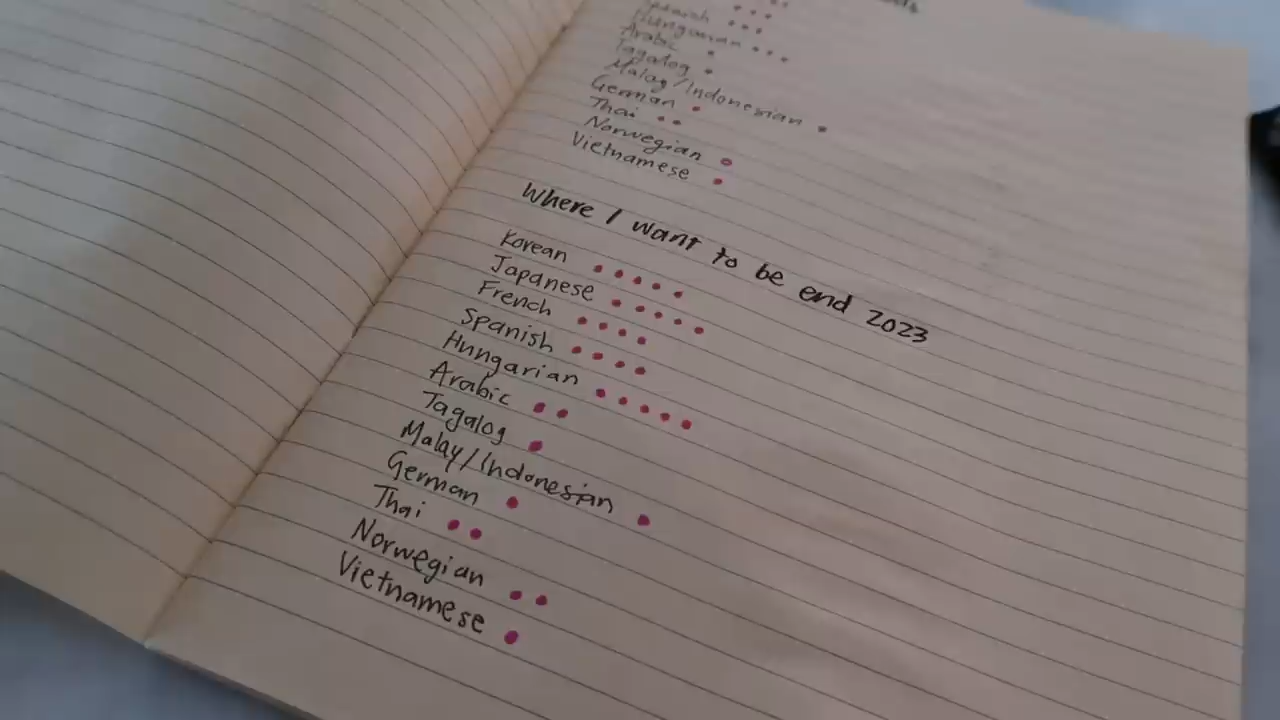 Spanish
Hungarian
Arabic
Tagalog
Malay/Indonesian
German
Thai
Norwegian
Vietnamese
Where I want to be end 2023
Korean
Japanese
French
Spanish
Hungarian
Arabic
Tagalog
Malay/Indonesian
German
Thai
Norwegian
Vietnamese